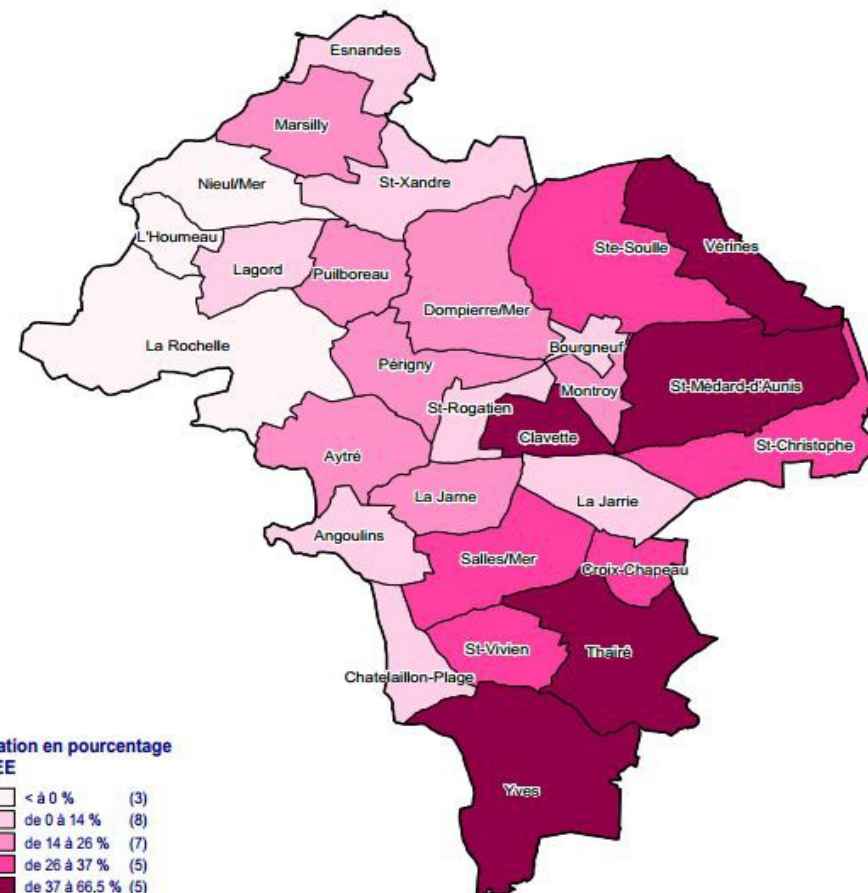 Esnandes
Marsilly
Nieul/Mer
St-Xandre
L'Houmeau
Lagord
Puilboreau
Ste-Soulle
Vérines
Dompierre/Mer
La Rochelle
Bourgneuf
Périgny
Montroy
St-Médard-d'Aunis
St-Rogatien
Clavette
St-Christophe
Aytré
La Jarne
La Jarrie
Angoulins
Salles/Mer
Croix-Chapeau
St-Vivien
Thairé
Chatelaillon-Plage
Yves
ation en pourcentage
EE
< à 0 % (3)
de 0 à 14 % (8)
de 14 à 26 % (7)
de 26 à 37 % (5)
de 37 à 66,5 % (5)